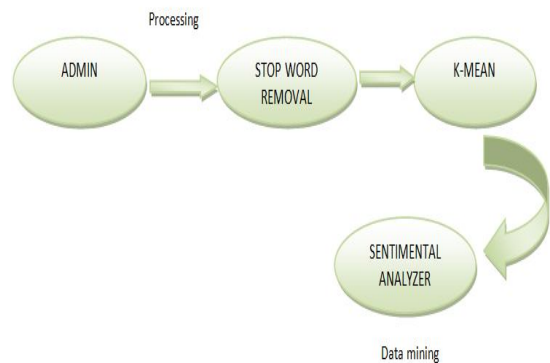 Processing
ADMIN
STOP WORD
REMOVAL
K-MEAN
SENTIMENTAL
ANALYZER
Data mining